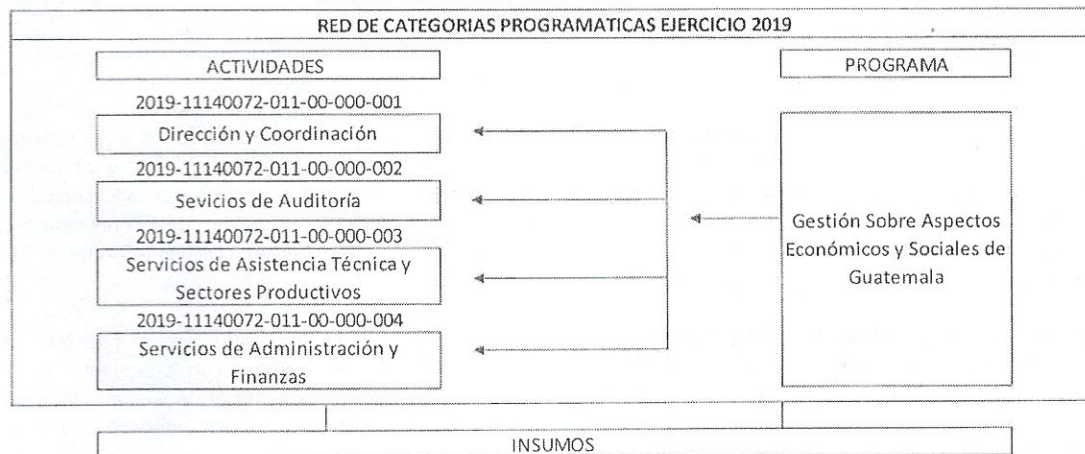 RED DE CATEGORIAS PROGRAMATICAS EJERCICIO 2019
ACTIVIDADES
PROGRAMA
2019-11140072-011-00-000-001
Dirección y Coordinación
2019-11140072-011-00-000-002
Sevicios de Auditoría
2019-11140072-011-00-000-003
Servicios de Asistencia Técnica y
Sectores Productivos
2019-11140072-011-00-000-004
Servicios de Administración y
Finanzas
Gestión Sobre Aspectos
Económicos y Sociales de
Guatemala
INSUMOS